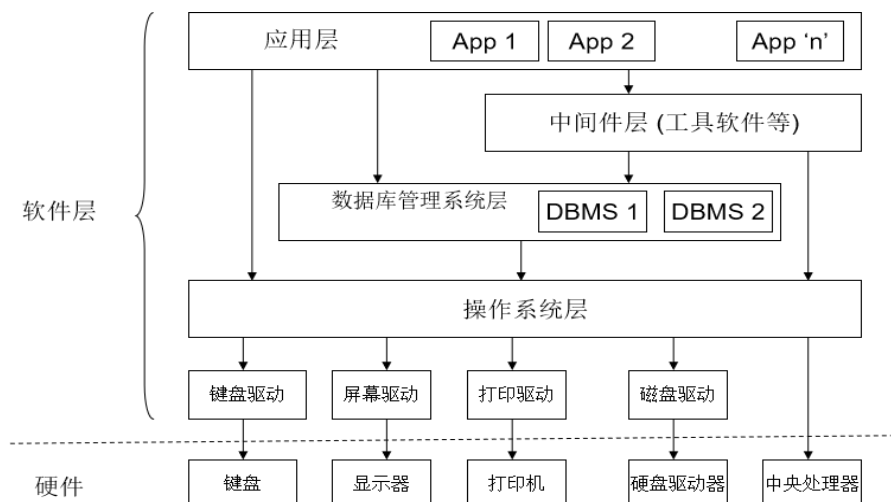 应用层 App 1 App 2 App ‘n’
中间件层 (工具软件等)
数据库管理系统层 DBMS 1 DBMS 2
软件层
操作系统层
键盘驱动 屏幕驱动 打印驱动 磁盘驱动
硬件 键盘 显示器 打印机 硬盘驱动器 中央处理器